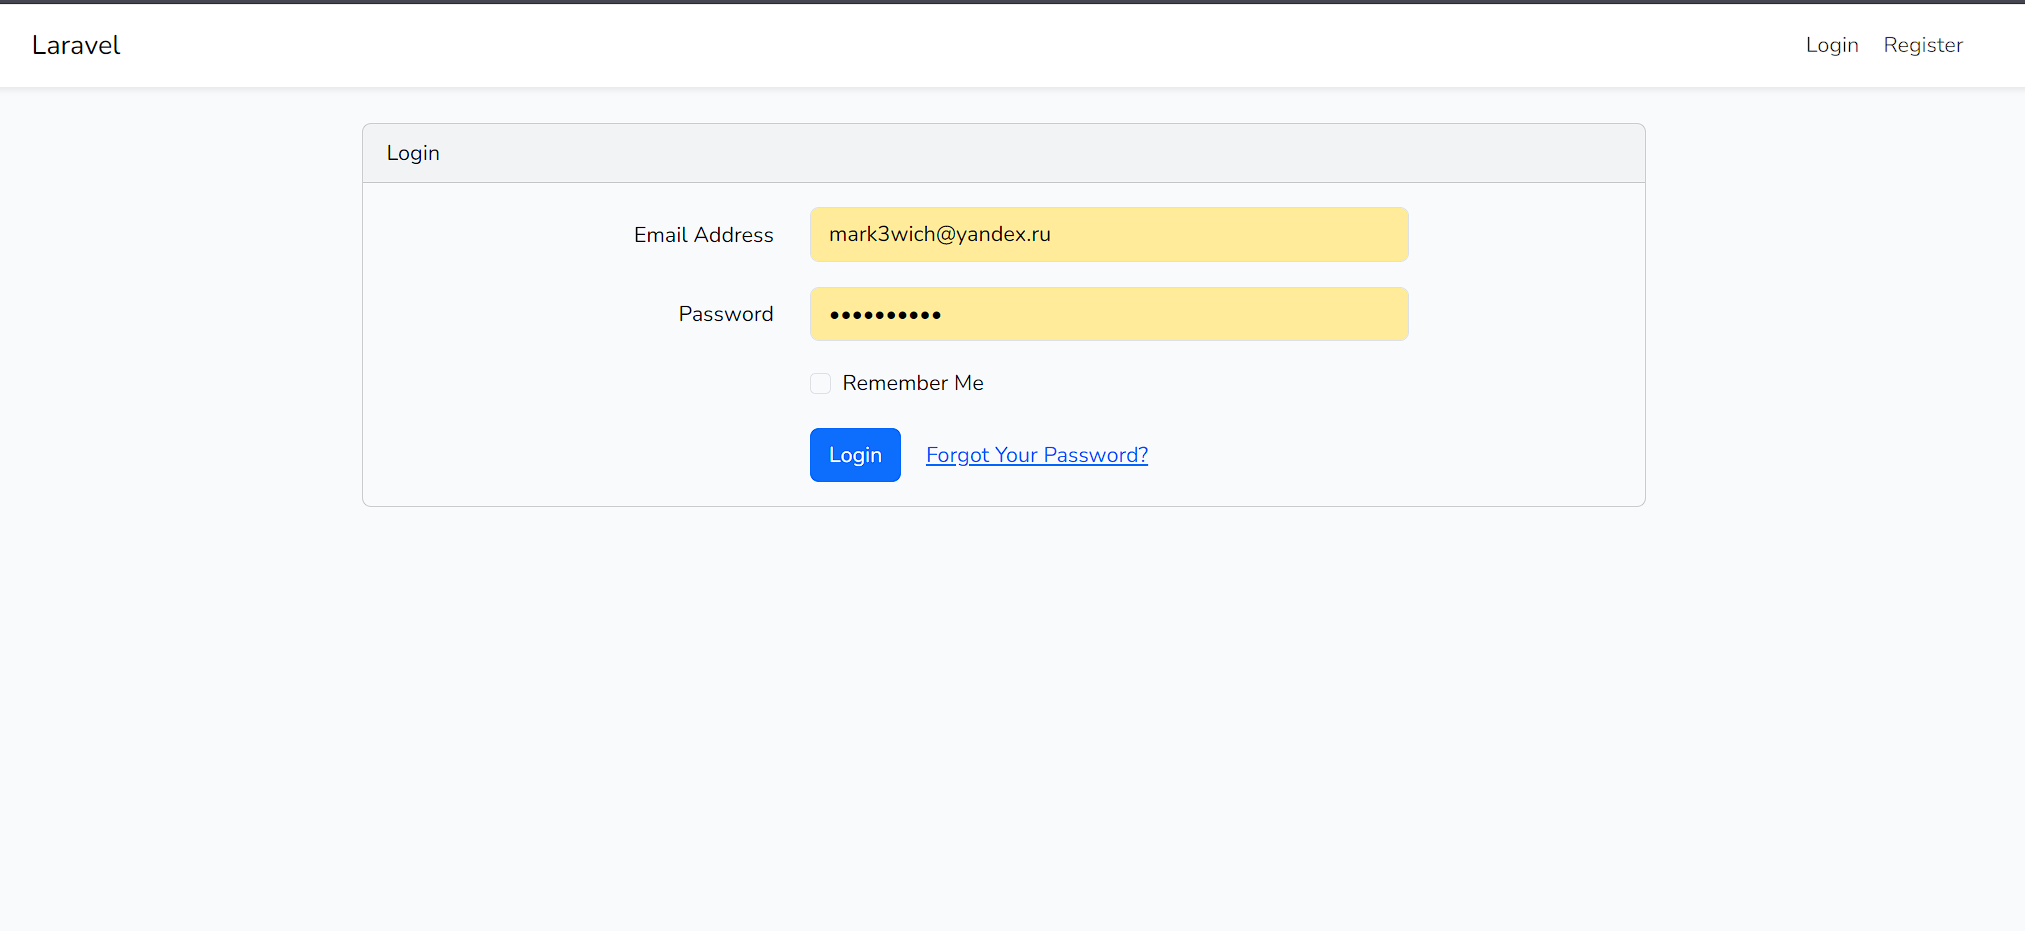 Laravel
Login Register
Login
Email Address mark3wich@yandex.ru
Password ••••••••••
Remember Me
Login Forgot Your Password?